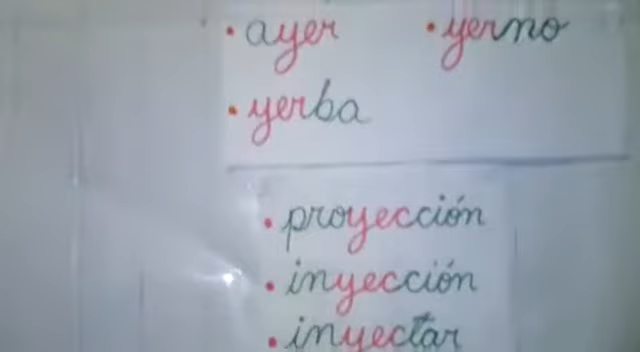 • ayer • yerno
• yerba
• proyección
• inyección
• inyectar